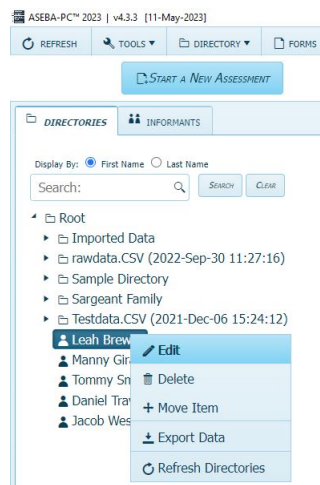 ASEBA-PC™ 2023 | v4.3.3 [11-May-2023]
REFRESH TOOLS DIRECTORY FORMS
START A NEW ASSESSMENT
DIRECTORIES INFORMANTS
Display By: First Name Last Name
Search: SEARCH CLEAR
Root
Imported Data
rawdata.CSV (2022-Sep-30 11:27:16)
Sample Directory
Sargeant Family
Testdata.CSV (2021-Dec-06 15:24:12)
Leah Brew
Edit
Manny Gir
Delete
Tommy Sm
Move Item
Daniel Tra
Export Data
Jacob Wes
Refresh Directories